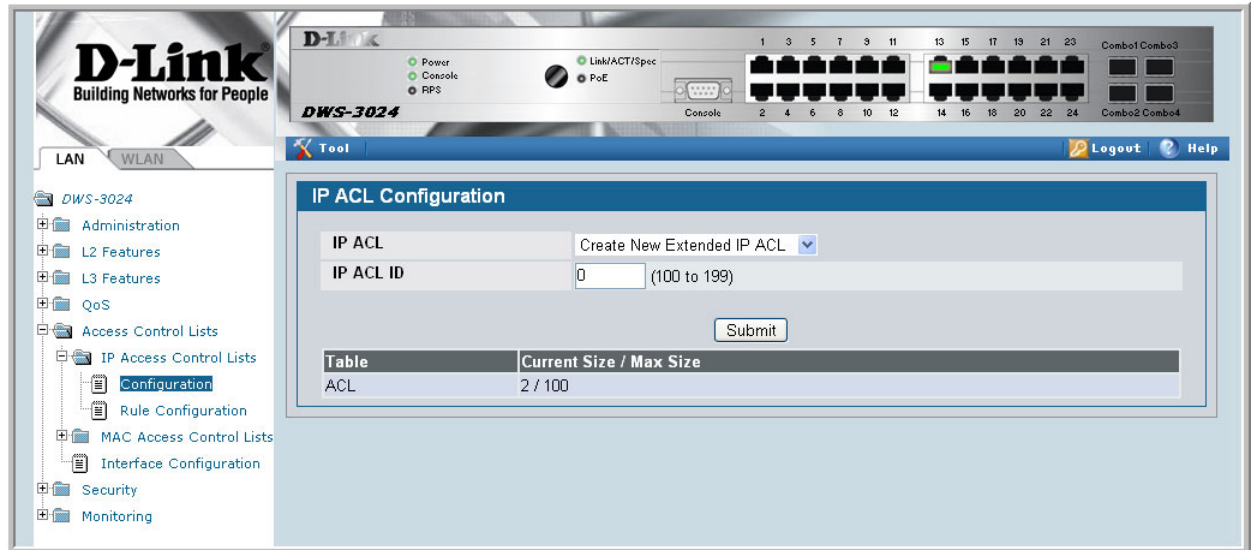 D-Link
Building Networks for People
D-Link
DWS-3024
Power
Console
RPS
Link/ACT/Spec
PoE
Console
1 3 5 7 9 11 13 15 17 19 21 23 Combo1 Combo3
2 4 6 8 10 12 14 16 18 20 22 24 Combo2 Combo4
LAN WLAN
Tool Logout Help
DWS-3024
Administration
L2 Features
L3 Features
QoS
Access Control Lists
IP Access Control Lists
Configuration
Rule Configuration
MAC Access Control Lists
Interface Configuration
Security
Monitoring
IP ACL Configuration
IP ACL Create New Extended IP ACL
IP ACL ID 0 (100 to 199)
Submit
Table Current Size / Max Size
ACL 2 / 100